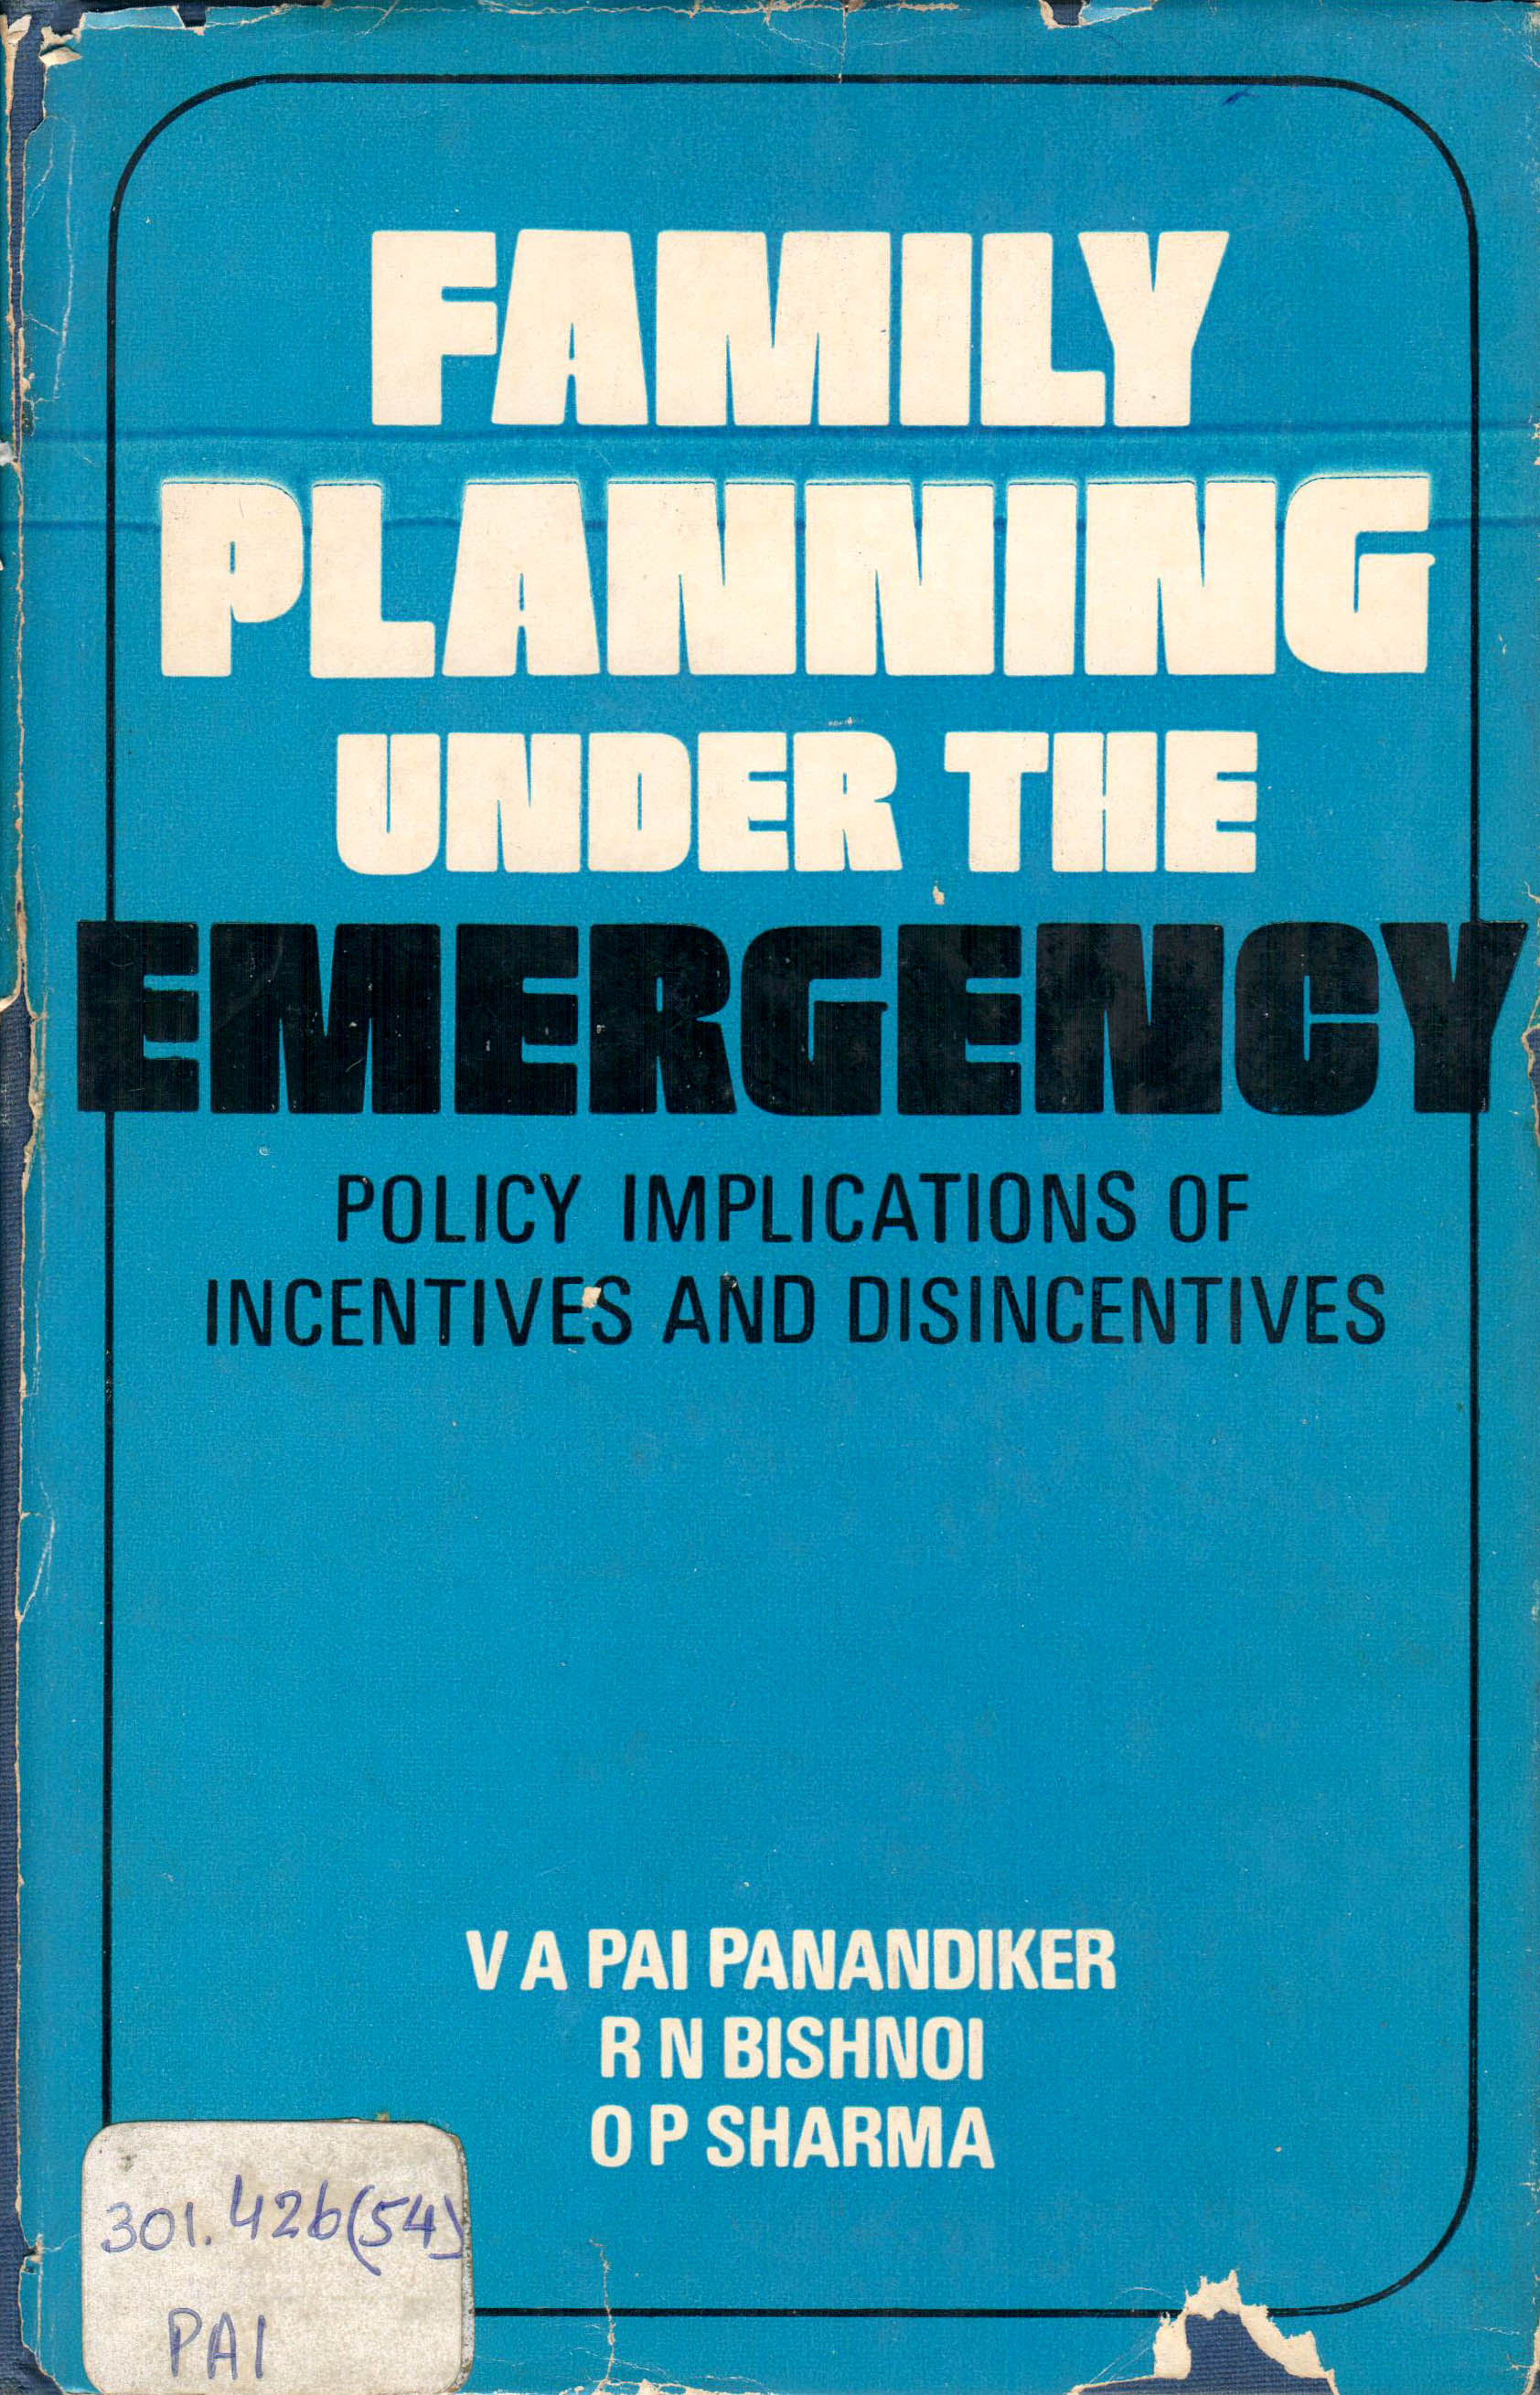 FAMILY
PLANNING
UNDER THE
EMERGENCY
POLICY IMPLICATIONS OF
INCENTIVES AND DISINCENTIVES
V A PAI PANANDIKER
R N BISHNOI
O P SHARMA
301.426(54)
PAI